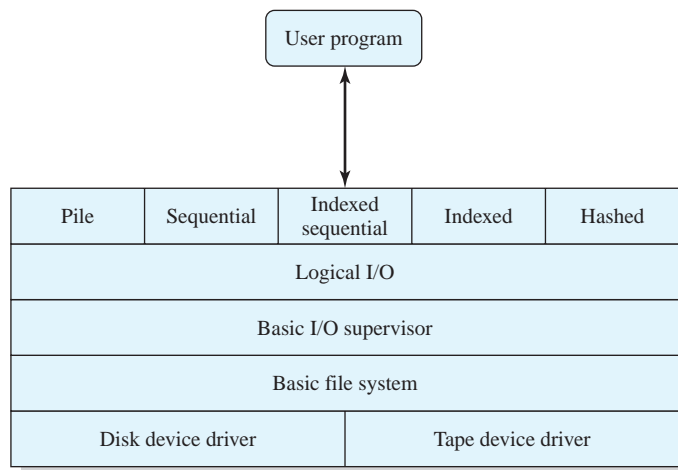 User program
Pile
Sequential
Indexed
sequential
Indexed
Hashed
Logical I/O
Basic I/O supervisor
Basic file system
Disk device driver
Tape device driver